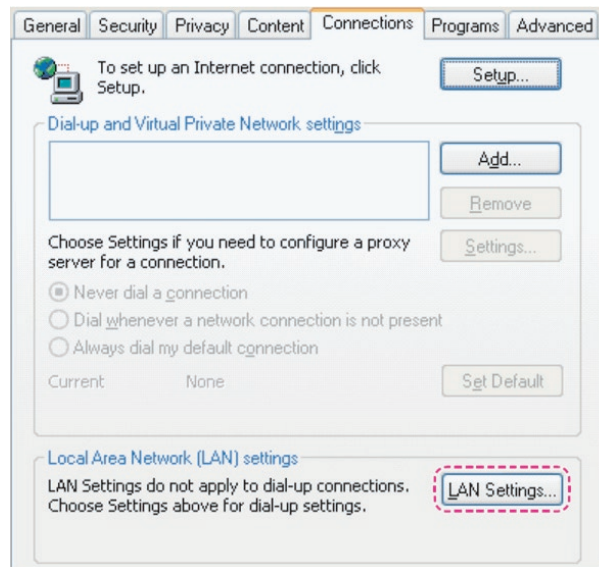 General Security Privacy Content Connections Programs Advanced
To set up an Internet connection, click
Setup.
Setup...
Dial-up and Virtual Private Network settings
Add...
Remove
Choose Settings if you need to configure a proxy
server for a connection.
Settings...
Never dial a connection
Dial whenever a network connection is not present
Always dial my default connection
Current None
Set Default
Local Area Network (LAN) settings
LAN Settings do not apply to dial-up connections.
Choose Settings above for dial-up settings.
LAN Settings...